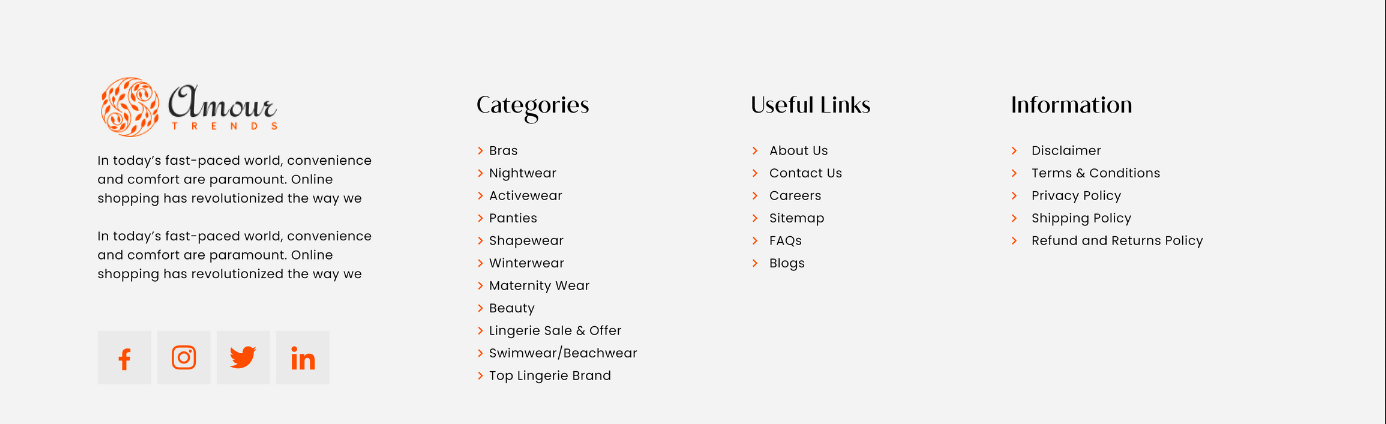 Amour
TRENDS
In today's fast-paced world, convenience
and comfort are paramount. Online
shopping has revolutionized the way we
In today's fast-paced world, convenience
and comfort are paramount. Online
shopping has revolutionized the way we
Categories
Bras
Nightwear
Activewear
Panties
Shapewear
Winterwear
Maternity Wear
Beauty
Lingerie Sale & Offer
Swimwear/Beachwear
Top Lingerie Brand
Useful Links
About Us
Contact Us
Careers
Sitemap
FAQs
Blogs
Information
Disclaimer
Terms & Conditions
Privacy Policy
Shipping Policy
Refund and Returns Policy